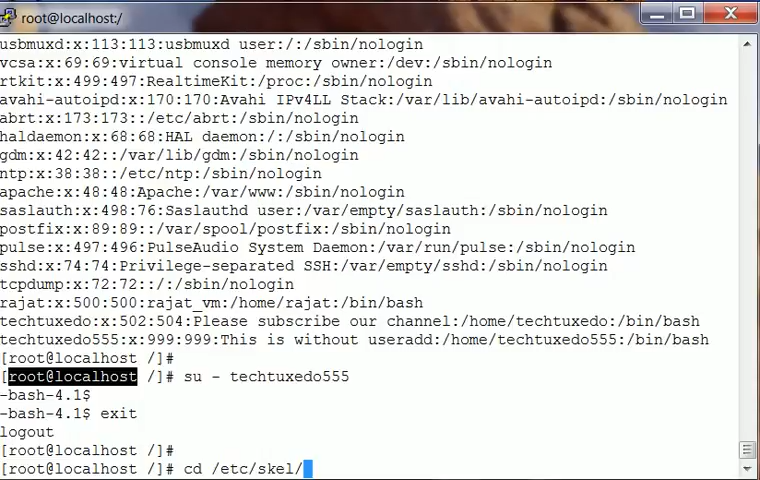 root@localhost:/
usbmuxd:x:113:113:usbmuxd user:/:/sbin/nologin
vcsa:x:69:69:virtual console memory owner:/dev:/sbin/nologin
rtkit:x:499:497:RealtimeKit:/proc:/sbin/nologin
avahi-autoipd:x:170:170:Avahi IPv4LL Stack:/var/lib/avahi-autoipd:/sbin/nologin
abrt:x:173:173::/etc/abrt:/sbin/nologin
haldaemon:x:68:68:HAL daemon:/:/sbin/nologin
gdm:x:42:42::/var/lib/gdm:/sbin/nologin
ntp:x:38:38::/etc/ntp:/sbin/nologin
apache:x:48:48:Apache:/var/www:/sbin/nologin
saslauth:x:498:76:Saslauthd user:/var/empty/saslauth:/sbin/nologin
postfix:x:89:89::/var/spool/postfix:/sbin/nologin
pulse:x:497:496:PulseAudio System Daemon:/var/run/pulse:/sbin/nologin
sshd:x:74:74:Privilege-separated SSH:/var/empty/sshd:/sbin/nologin
tcpdump:x:72:72::/:/sbin/nologin
rajat:x:500:500:rajat_vm:/home/rajat:/bin/bash
techtuxedo:x:502:504:Please subscribe our channel:/home/techtuxedo:/bin/bash
techtuxedo555:x:999:999:This is without useradd:/home/techtuxedo555:/bin/bash
[root@localhost /]#
[root@localhost /]# su - techtuxedo555
-bash-4.1$
-bash-4.1$ exit
logout
[root@localhost /]#
[root@localhost /]# cd /etc/skel/